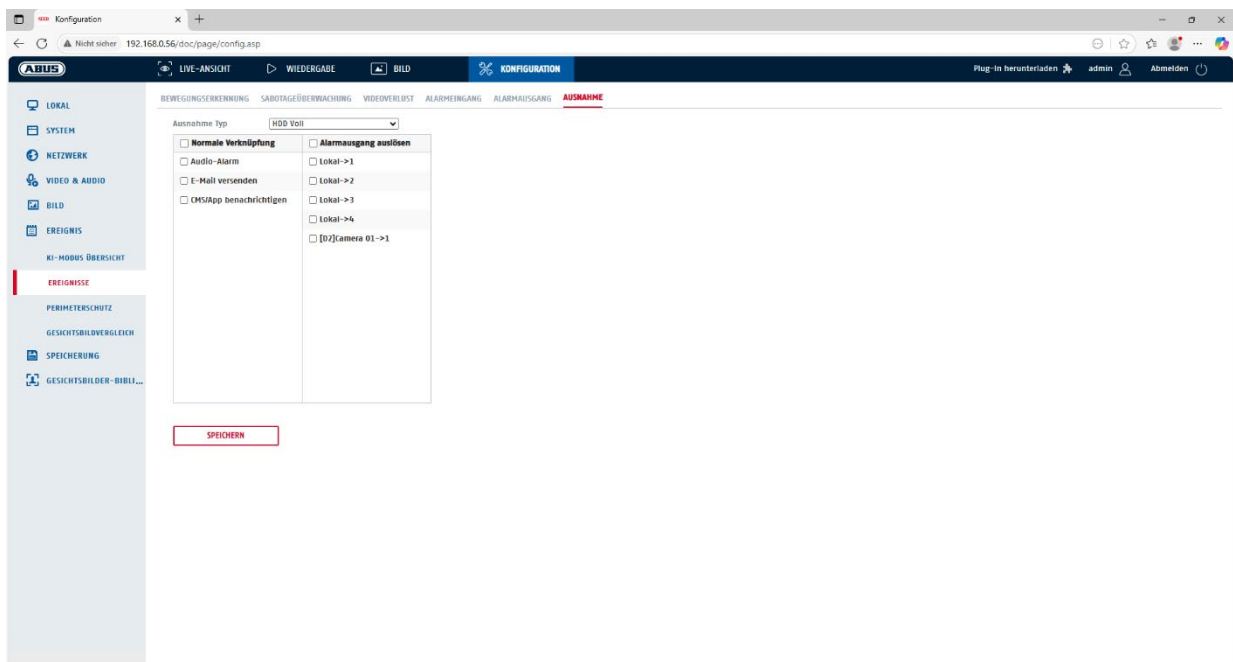 Konfiguration
Nicht sicher 192.168.0.56/doc/page/config.asp
ABUS LIVE-ANSICHT WIEDERGABE BILD KONFIGURATION Plug-In herunterladen admin Abmelden
LOKAL
SYSTEM
NETZWERK
VIDEO & AUDIO
BILD
EREIGNIS
KI-MODUS ÜBERSICHT
EREIGNISSE
PERIMETERSCHUTZ
GESICHTSBILDVERGLEICH
SPEICHERUNG
GESICHTSBILDER-BIBLI...
BEWEGUNGSERKENNUNG SABOTAGEÜBERWACHUNG VIDEOVERLUST ALARMEINGANG ALARMAUSGANG AUSNAHME
Ausnahme Typ HDD Voll
Normale Verknüpfung Alarmausgang auslösen
Audio-Alarm Lokal->1
E-Mail versenden Lokal->2
CMS/App benachrichtigen Lokal->3
Lokal->4
[D2]Camera 01->1
SPEICHERN